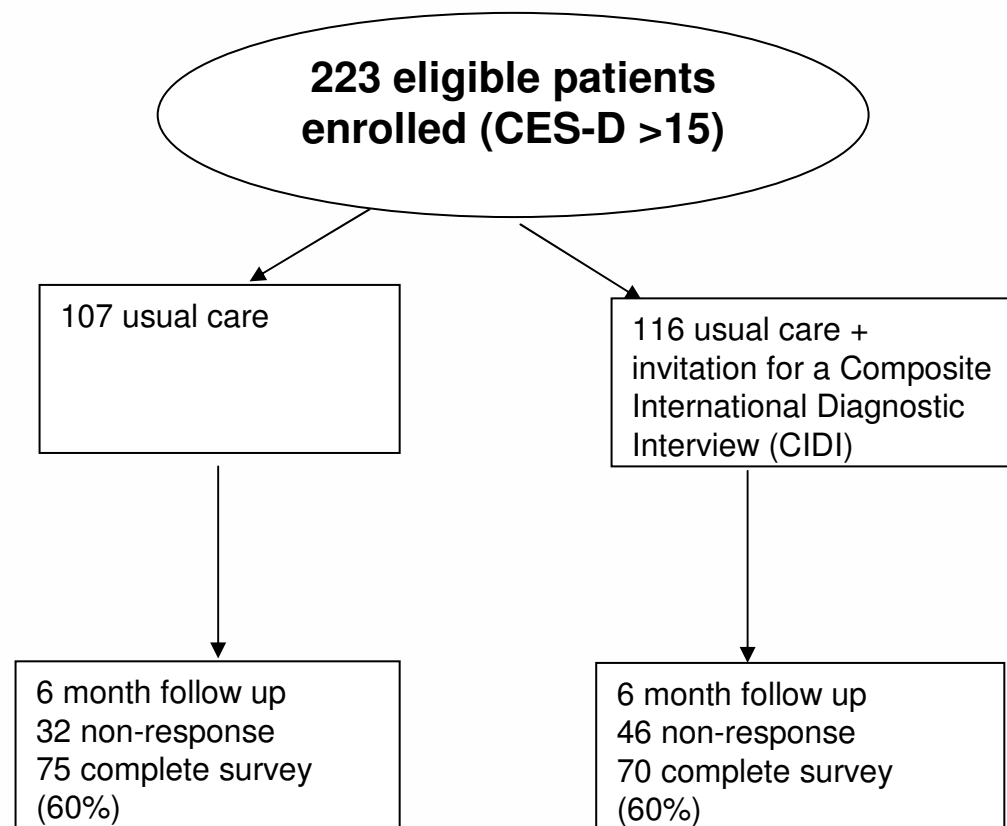 223 eligible patients
enrolled (CES-D >15)
107 usual care
116 usual care +
invitation for a Composite
International Diagnostic
Interview (CIDI)
6 month follow up
32 non-response
75 complete survey
(60%)
6 month follow up
46 non-response
70 complete survey
(60%)